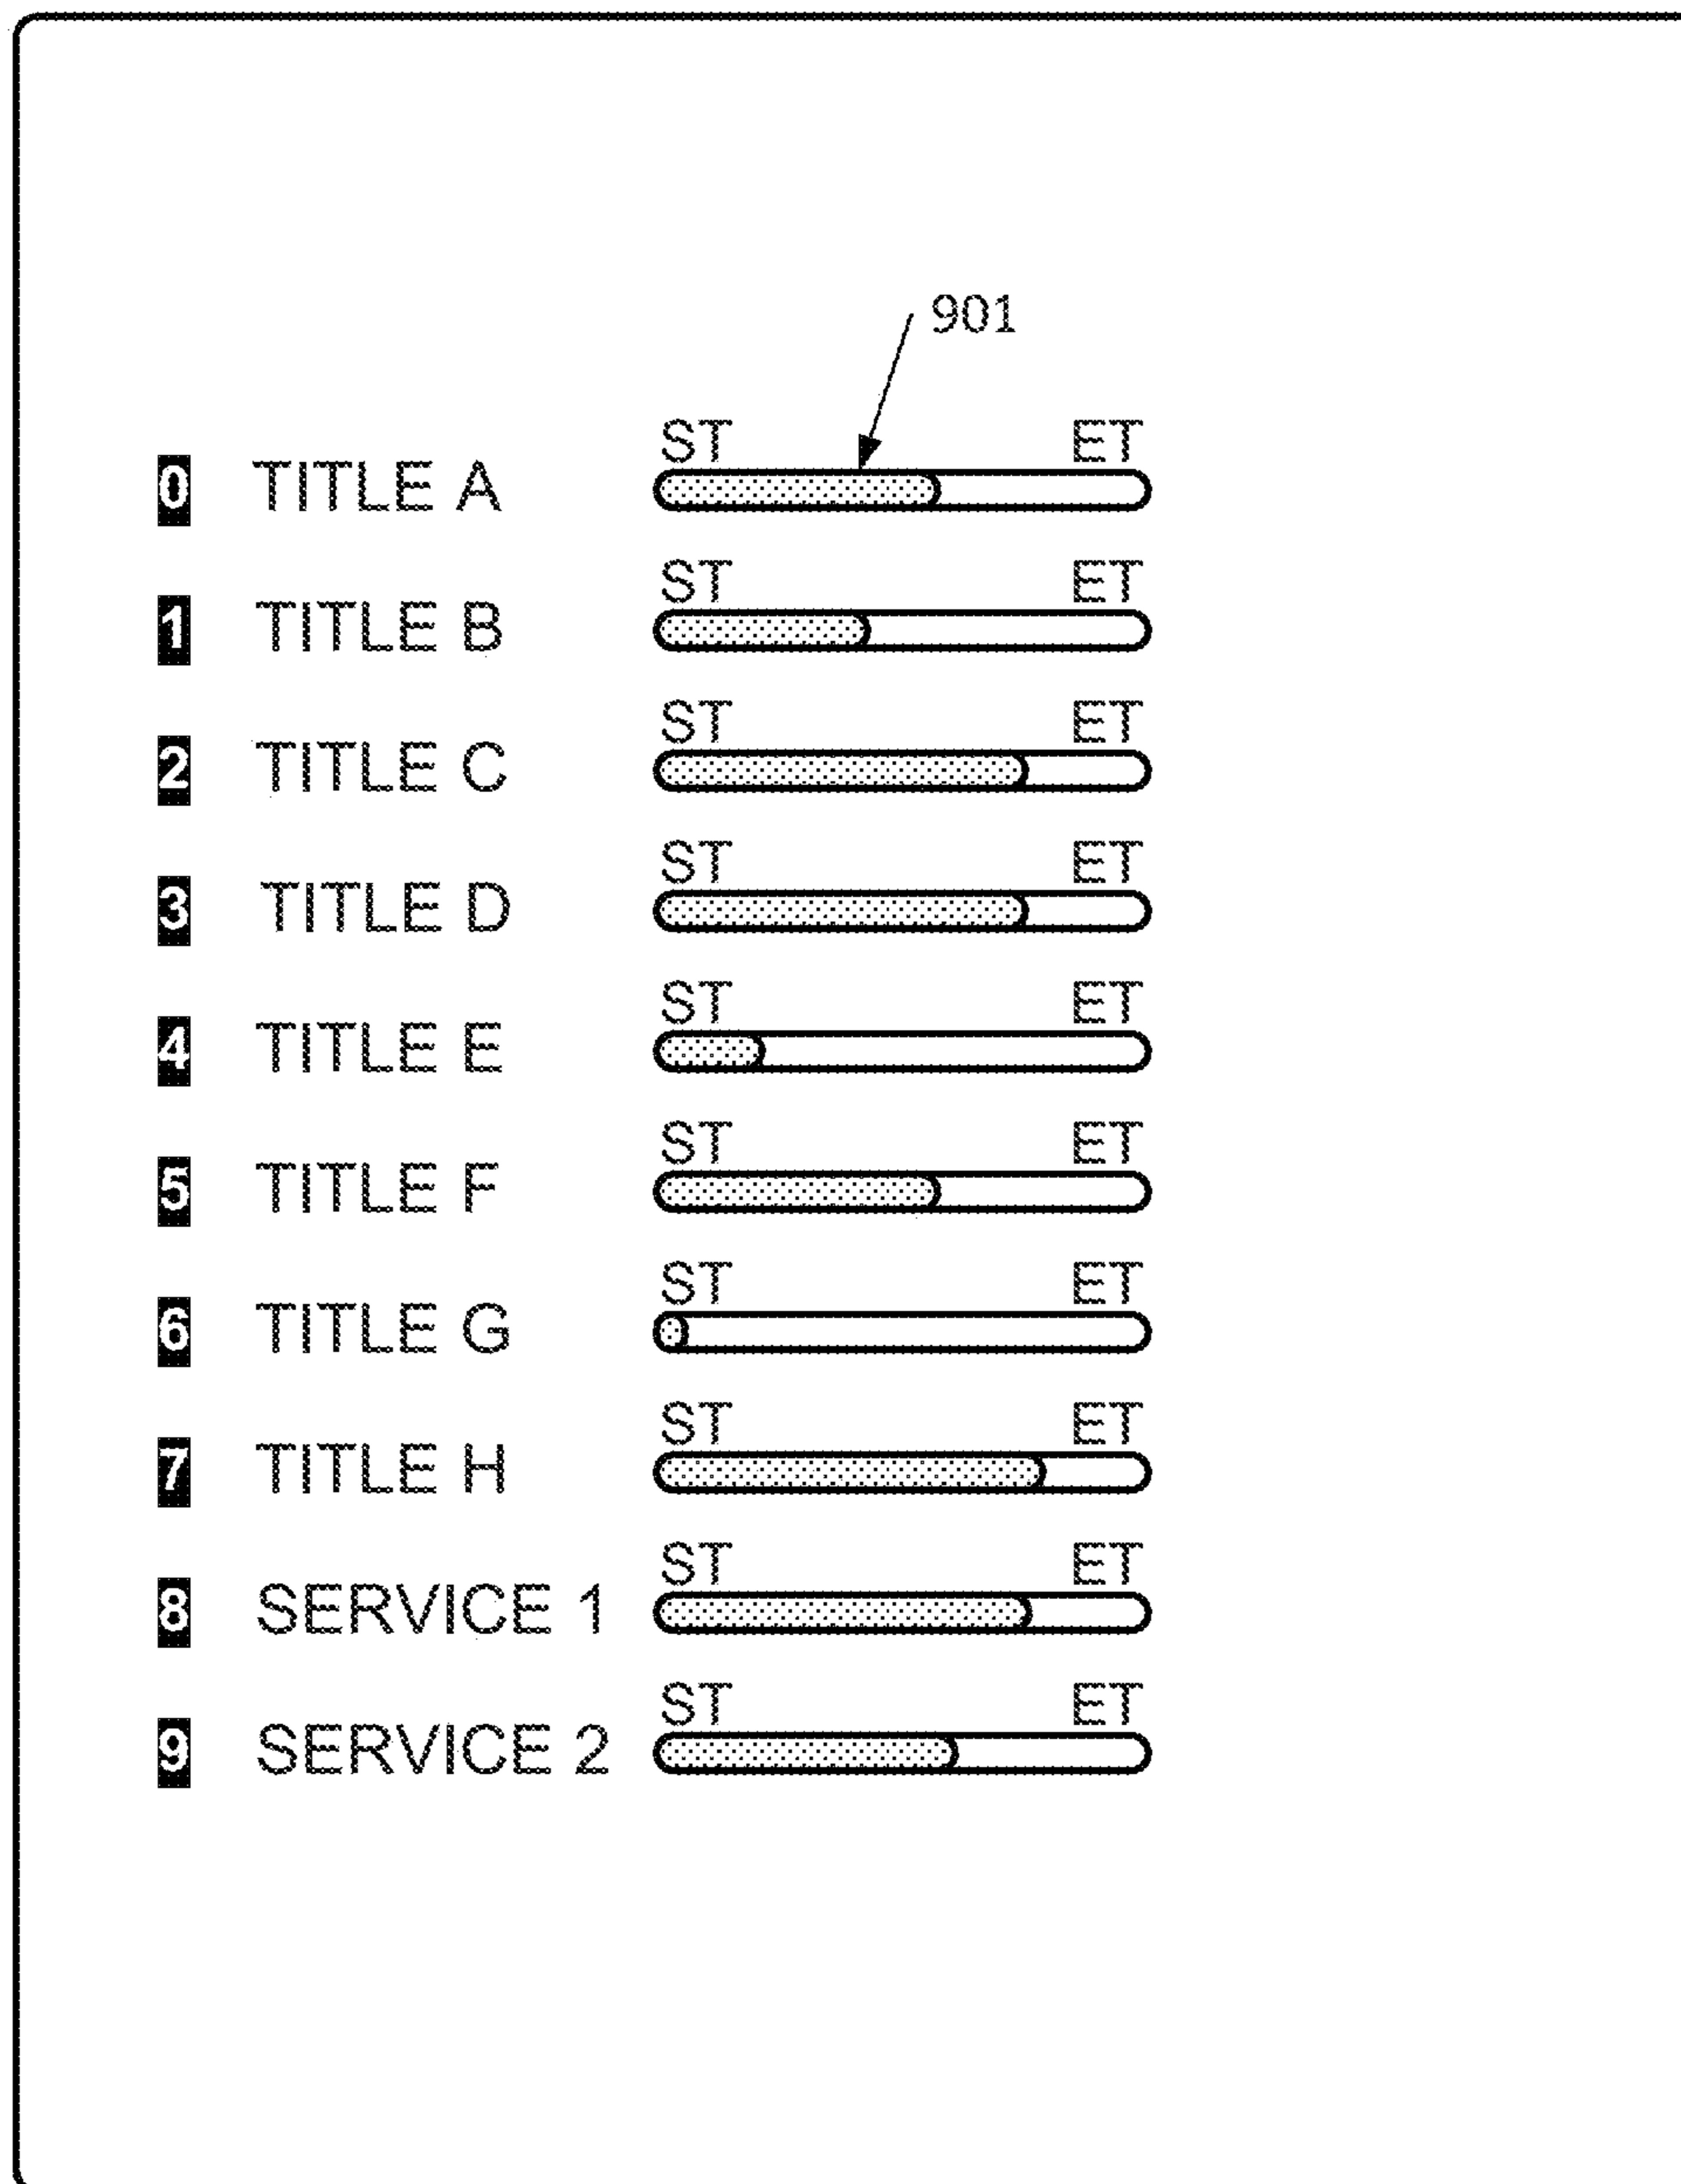 901
ST ET
0 TITLE A
ST ET
1 TITLE B
ST ET
2 TITLE C
ST ET
3 TITLE D
ST ET
4 TITLE E
ST ET
5 TITLE F
ST ET
6 TITLE G
ST ET
7 TITLE H
ST ET
8 SERVICE 1
ST ET
9 SERVICE 2